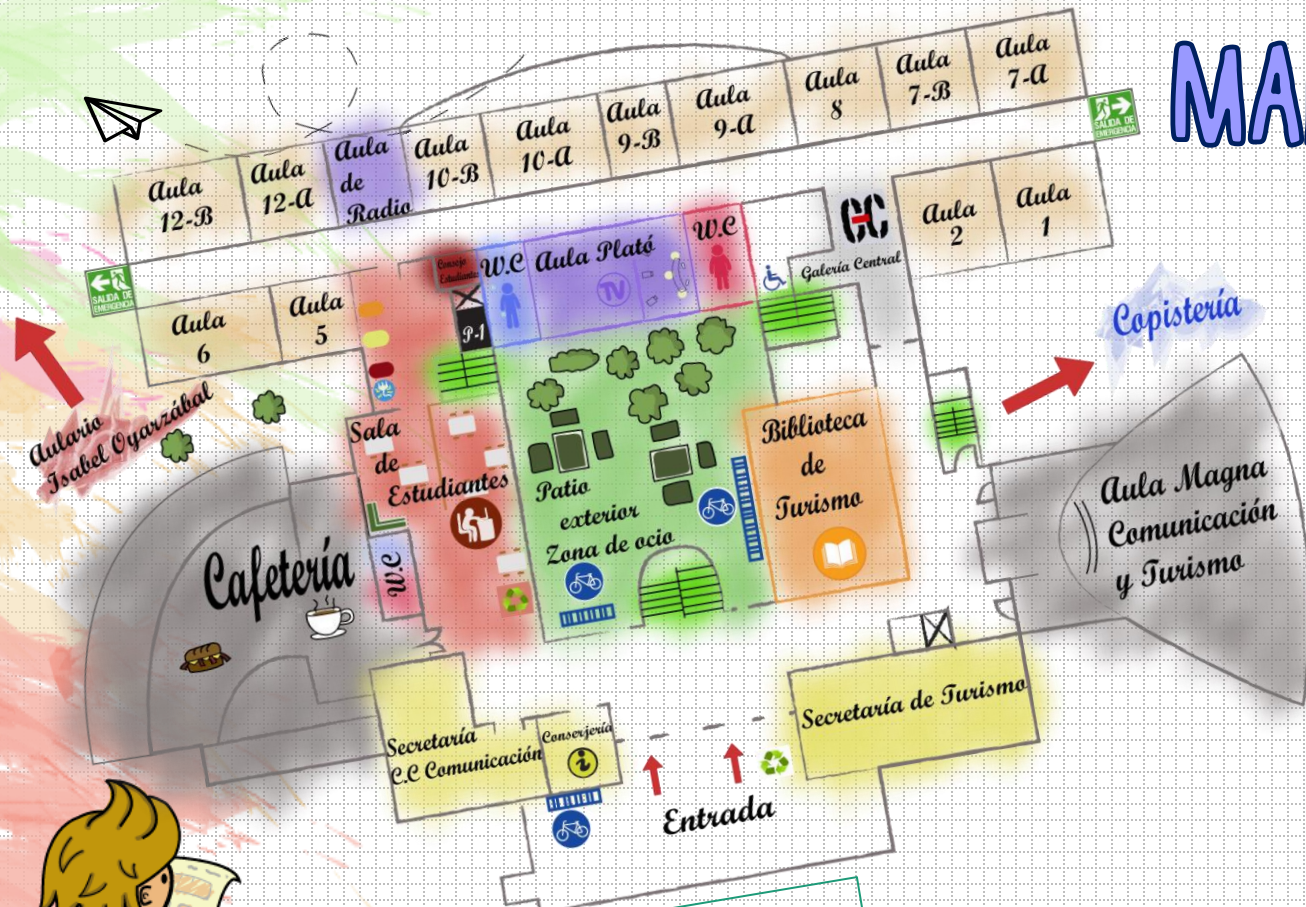 MA
Aula
7-A
Aula
7-B
Aula
8
Aula
9-A
Aula
9-B
Aula
10-A
Aula
10-B
Aula
de
Radio
Aula
12-A
Aula
12-B
SALIDA DE
EMERGENCIA
SALIDA DE
EMERGENCIA
Aula
1
Aula
2
Galería Central
W.C
Aula Plató
TV
W.C
Consejo
Estudiantes
P-1
Aula
5
Aula
6
Copistería
Aulario
Isabel Oyarzábal
Sala
de
Estudiantes
Patio
exterior
Zona de ocio
Biblioteca
de
Turismo
Aula Magna
Comunicación
y Turismo
Cafetería
W.C
Secretaría
C.C Comunicación
Conserjería
i
Secretaría de Turismo
Entrada